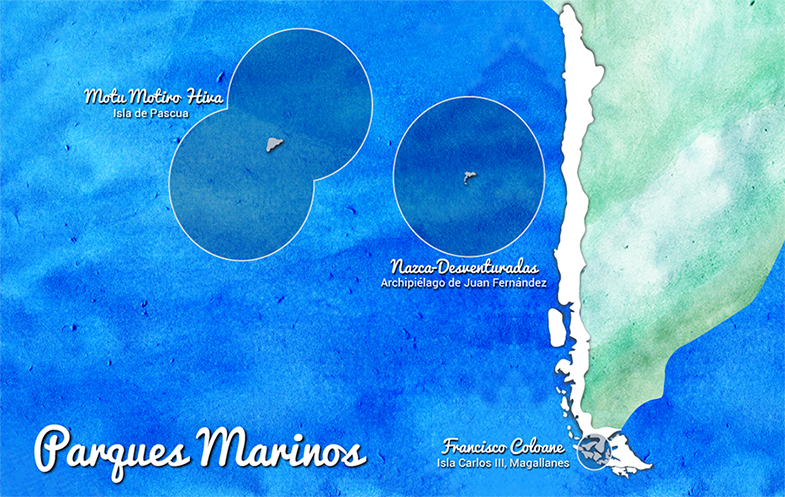 Motu Motiro Hiva
Isla de Pascua
Nazca-Desventuradas
Archipiélago de Juan Fernández
Parques Marinos
Francisco Coloane
Isla Carlos III, Magallanes